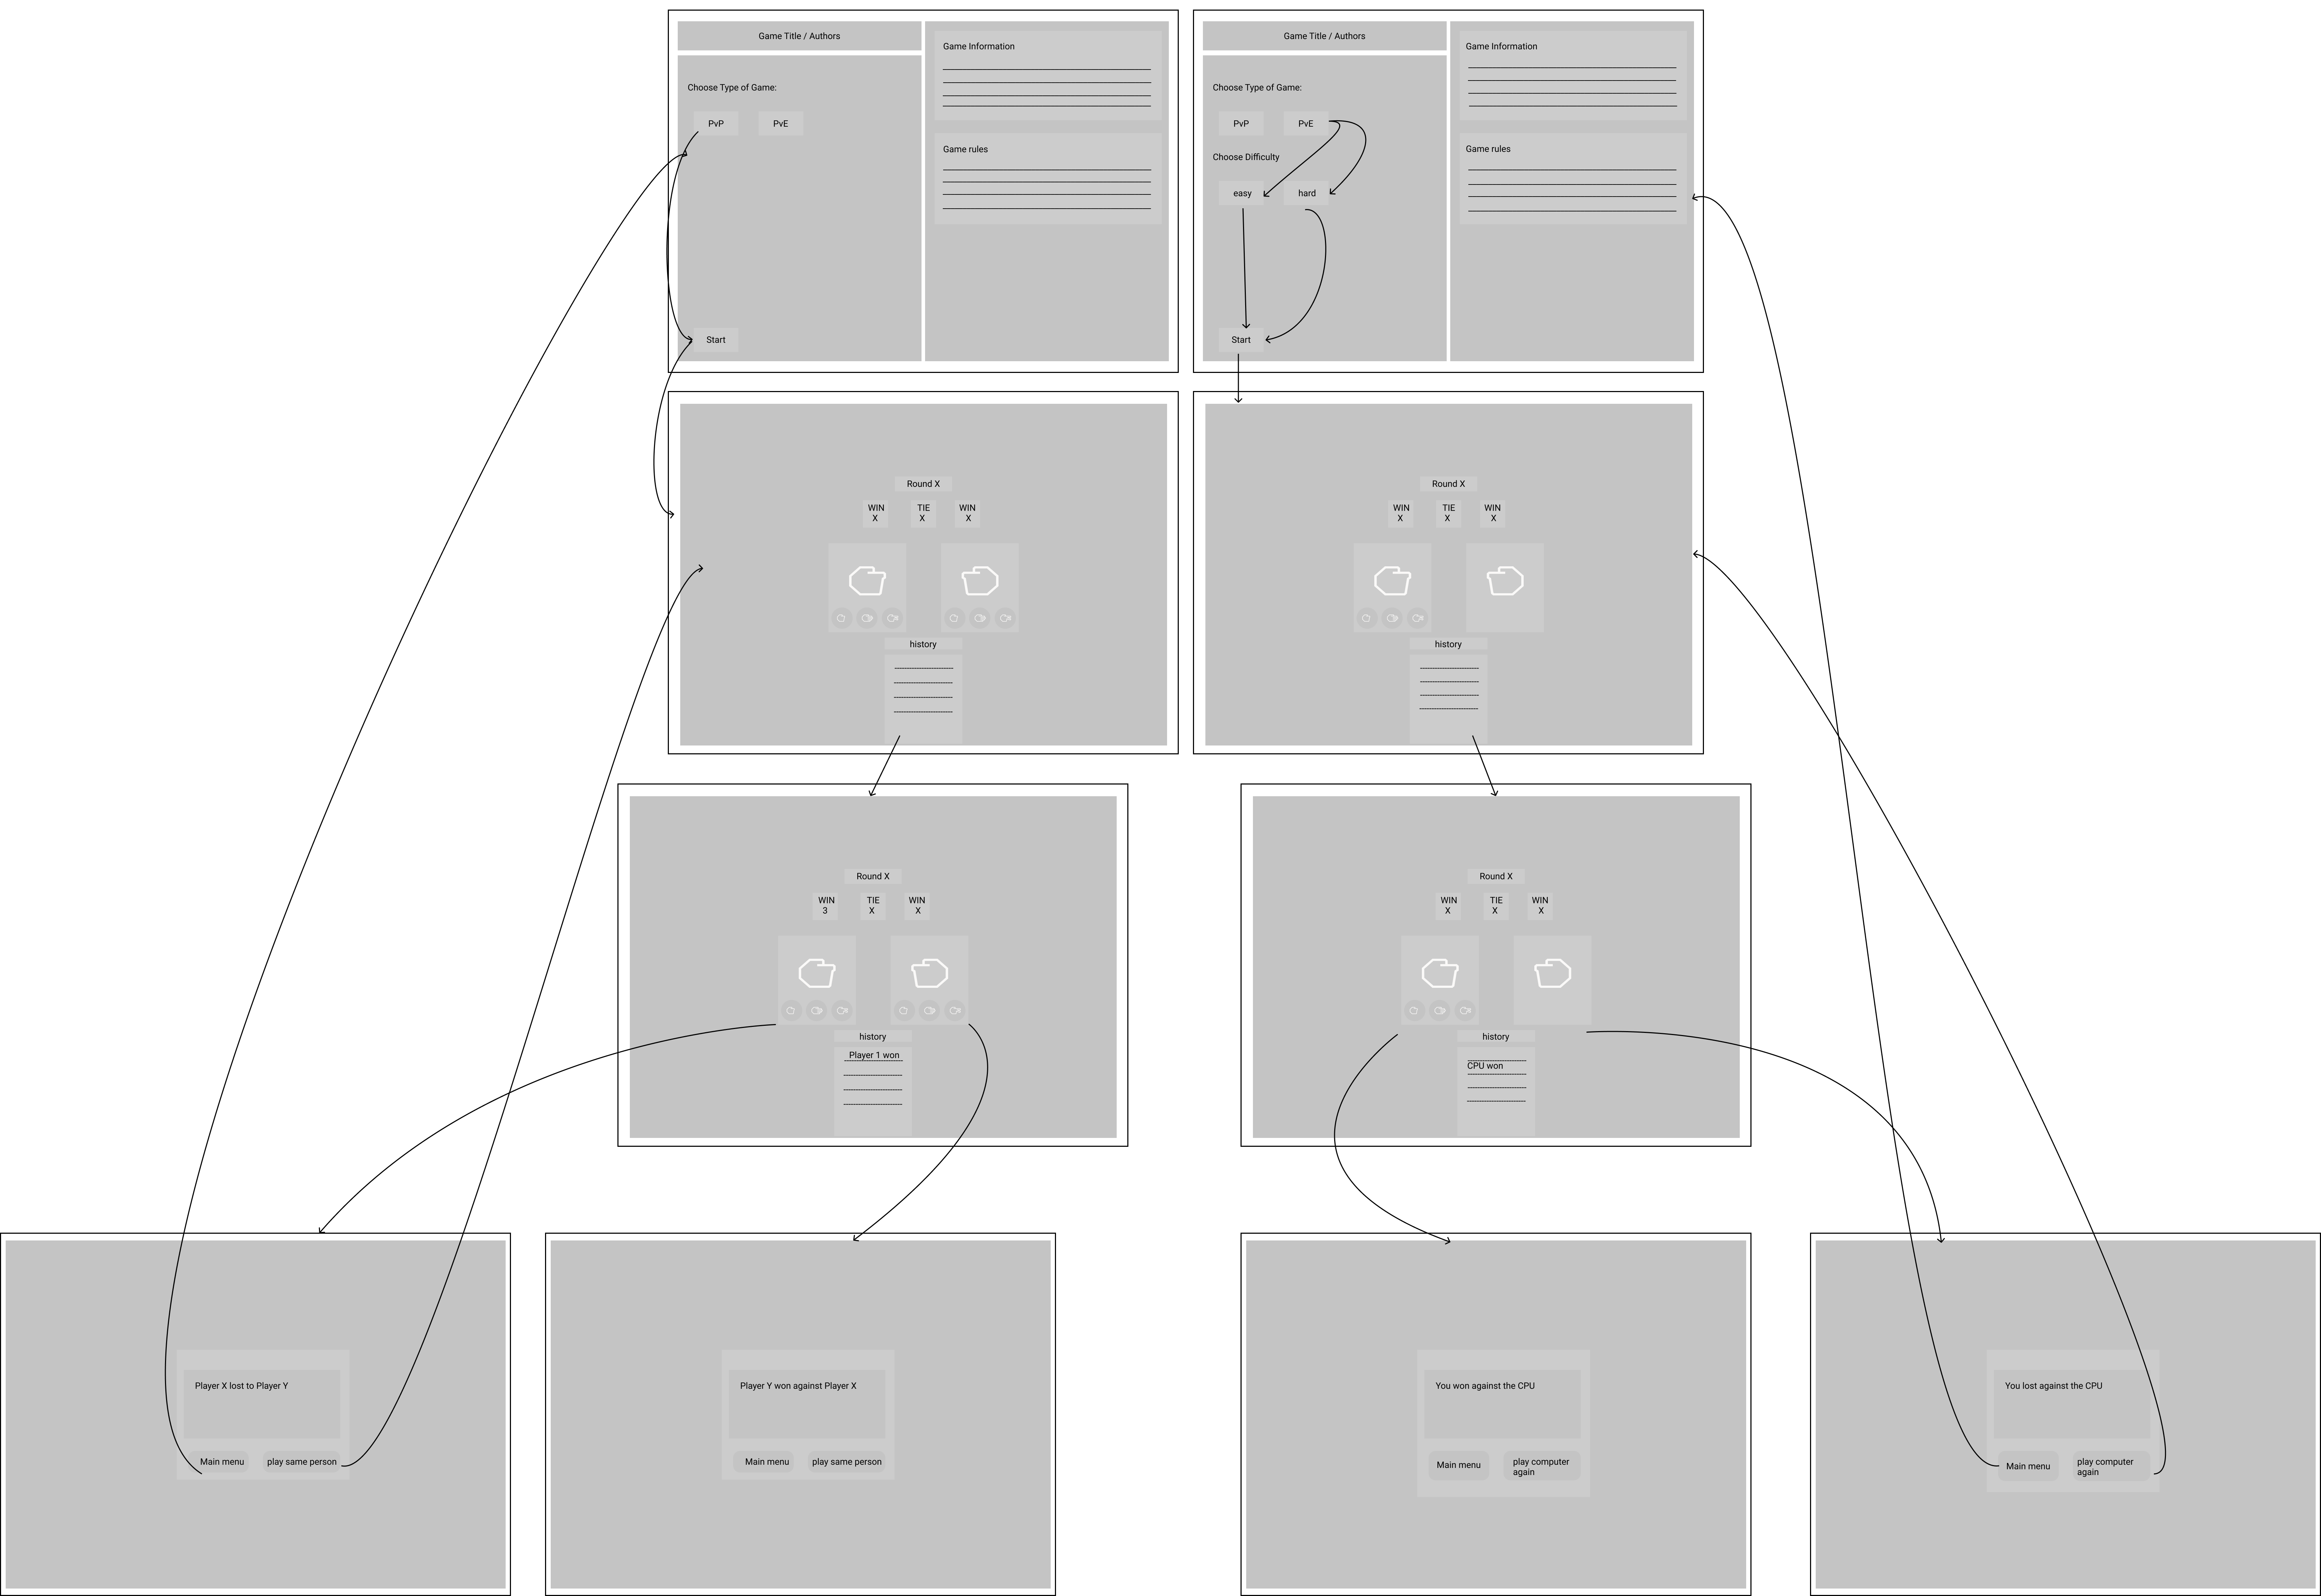 Game Title / Authors
Choose Type of Game:
PvP
PvE
Start
Game Information
Game rules
Game Title / Authors
Choose Type of Game:
PvP
PvE
Choose Difficulty
easy
hard
Start
Game Information
Game rules
Round X
WIN
X
TIE
X
WIN
X
history
Round X
WIN
X
TIE
X
WIN
X
history
Round X
WIN
3
TIE
X
WIN
X
history
Player 1 won
Round X
WIN
X
TIE
X
WIN
X
history
CPU won
Player X lost to Player Y
Main menu
play same person
Player Y won against Player X
Main menu
play same person
You won against the CPU
Main menu
play computer
again
You lost against the CPU
Main menu
play computer
again